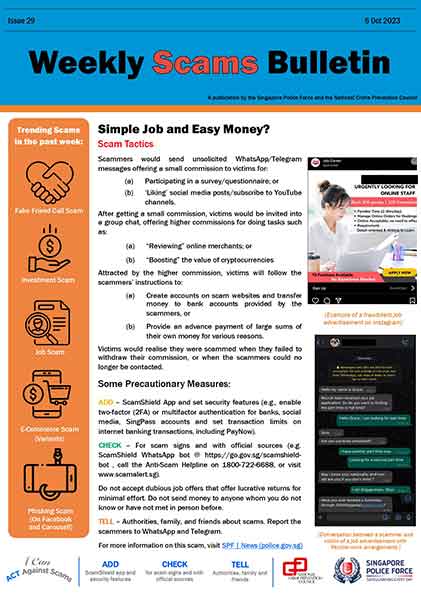 Issue 29
6 Oct 2023
Weekly Scams Bulletin
A publication by the Singapore Police Force and the National Crime Prevention Council
Trending Scams
in the past week:
Fake Friend Call Scam
Investment Scam
Job Scam
E-Commerce Scam
(Variants)
Phishing Scam
(On Facebook
and Carousell)
Simple Job and Easy Money?
Scam Tactics
Scammers would send unsolicited WhatsApp/Telegram
messages offering a small commission to victims for:
(a) Participating in a survey/questionnaire; or
(b) 'Liking' social media posts/subscribe to YouTube
channels.
After getting a small commission, victims would be invited into
a group chat, offering higher commissions for doing tasks such
as:
(a) "Reviewing" online merchants; or
(b) "Boosting" the value of cryptocurrencies
Attracted by the higher commission, victims will follow the
scammers' instructions to:
(a) Create accounts on scam websites and transfer
money to bank accounts provided by the
scammers, or
(b) Provide an advance payment of large sums of
their own money for various reasons.
Victims would realise they were scammed when they failed to
withdraw their commission, or when the scammers could no
longer be contacted.
Some Precautionary Measures:
ADD – ScamShield App and set security features (e.g., enable
two-factor (2FA) or multifactor authentication for banks, social
media, SingPass accounts and set transaction limits on
internet banking transactions, including PayNow).
CHECK – For scam signs and with official sources (e.g.
ScamShield WhatsApp bot @ https://go.gov.sg/scamshield-
bot , call the Anti-Scam Helpline on 1800-722-6688, or visit
www.scamalert.sg).
Do not accept dubious job offers that offer lucrative returns for
minimal effort. Do not send money to anyone whom you do not
know or have not met in person before.
TELL – Authorities, family, and friends about scams. Report the
scammers to WhatsApp and Telegram.
For more information on this scam, visit SPF | News (police.gov.sg)
URGENTLY LOOKING FOR
ONLINE STAFF
APPLY NOW
(Example of a fraudulent job
advertisement on Instagram)
(Conversation between a scammer and
victim of a job advertisement with
I Can
ACT Against Scams
ADD
ScamShield app and
security features
CHECK
for scam signs and with
official sources
TELL
Authorities, family and
friends
NATIONAL
CRIME PREVENTION
COUNCIL
SINGAPORE
POLICE FORCE
SAFEGUARDING EVERY DAY